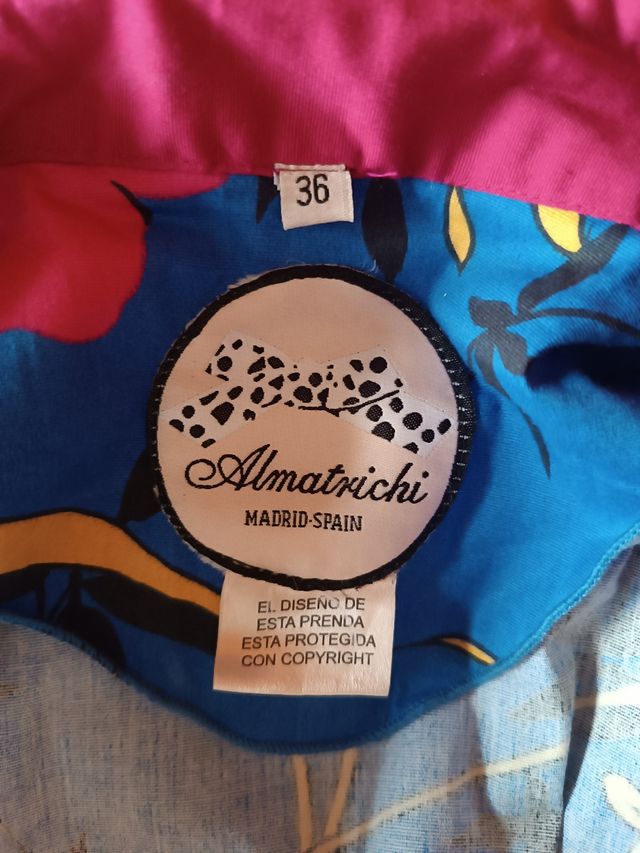 36
Almatrichi
MADRID-SPAIN
EL DISEÑO DE
ESTA PRENDA
ESTA PROTEGIDA
CON COPYRIGHT